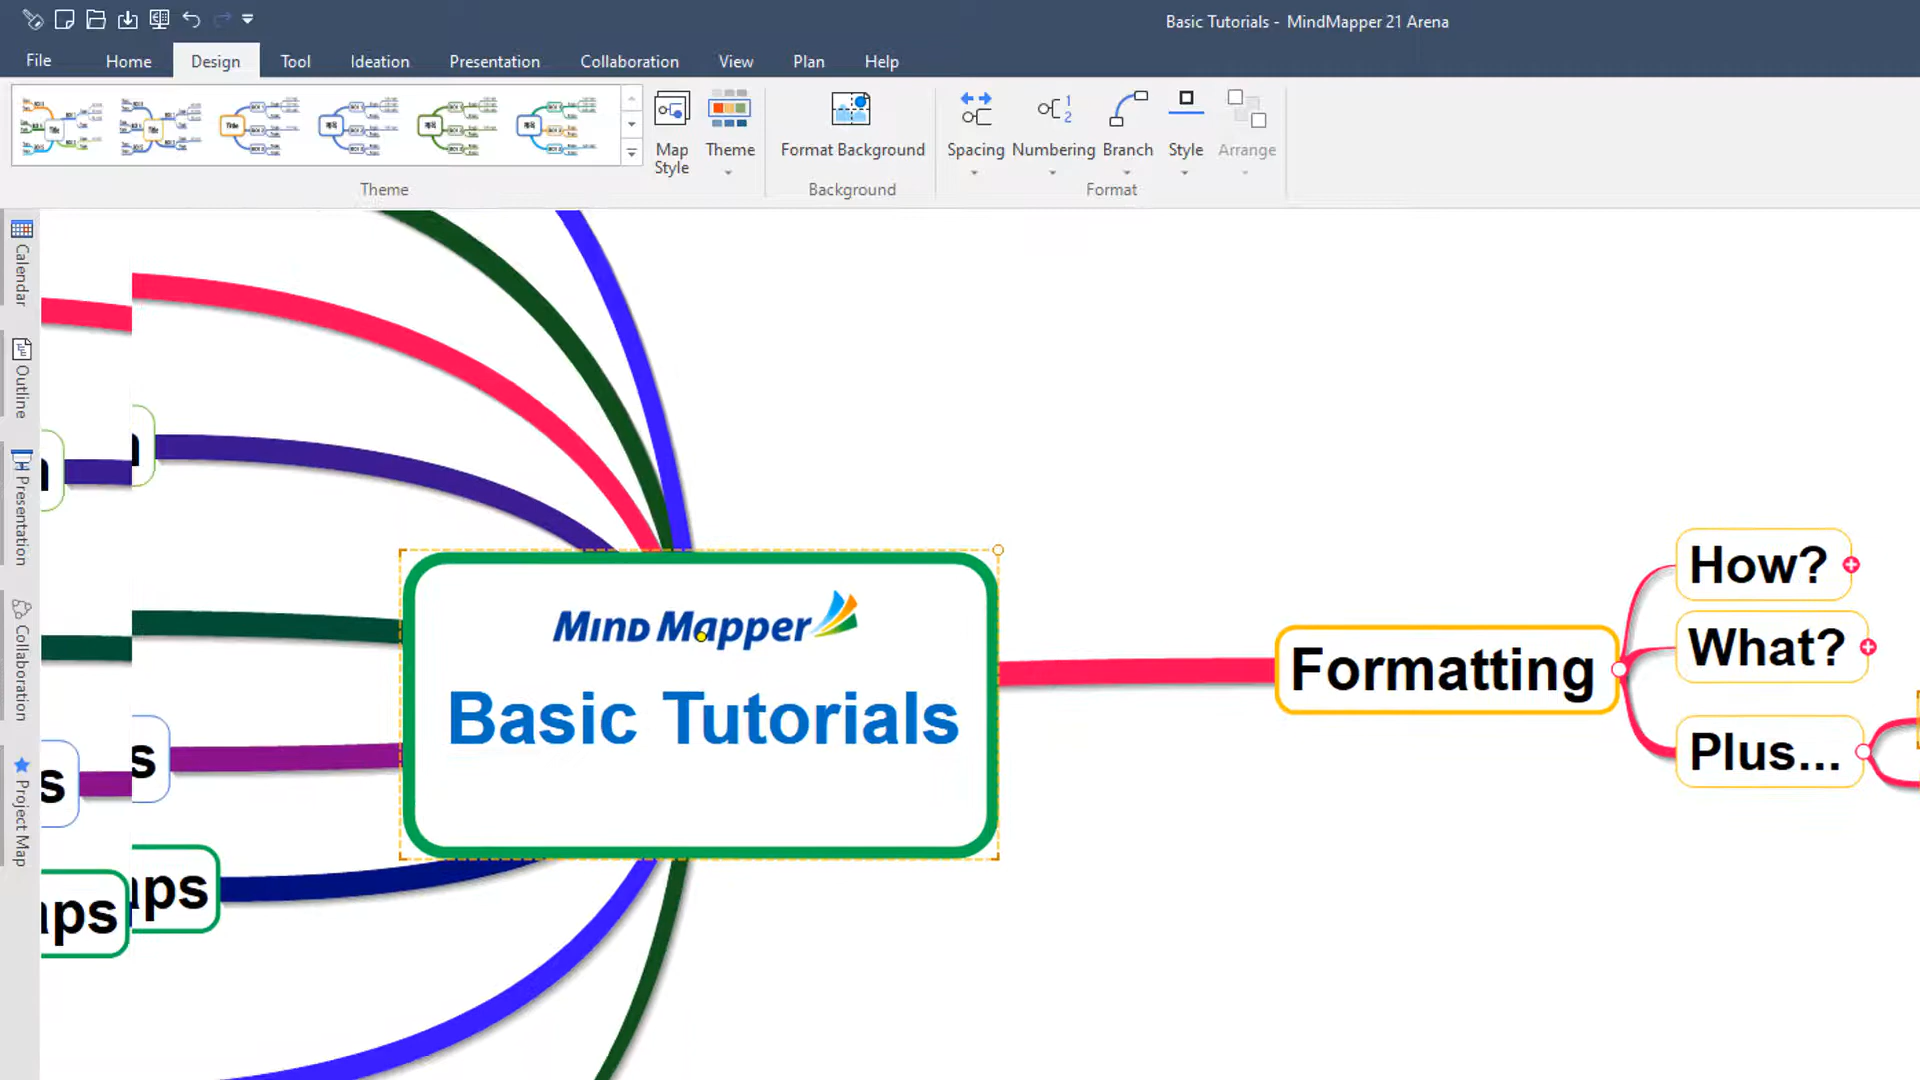 Basic Tutorials - MindMapper 21 Arena
File Home Design Tool Ideation Presentation Collaboration View Plan Help
Map Style
Theme
Format Background
Spacing Numbering Branch Style Arrange
Theme Background Format
Calendar
Outline
Presentation
Collaboration
Project Map
Mind Mapper
Basic Tutorials
Formatting
How?
What?
Plus...
s
s
aps
aps